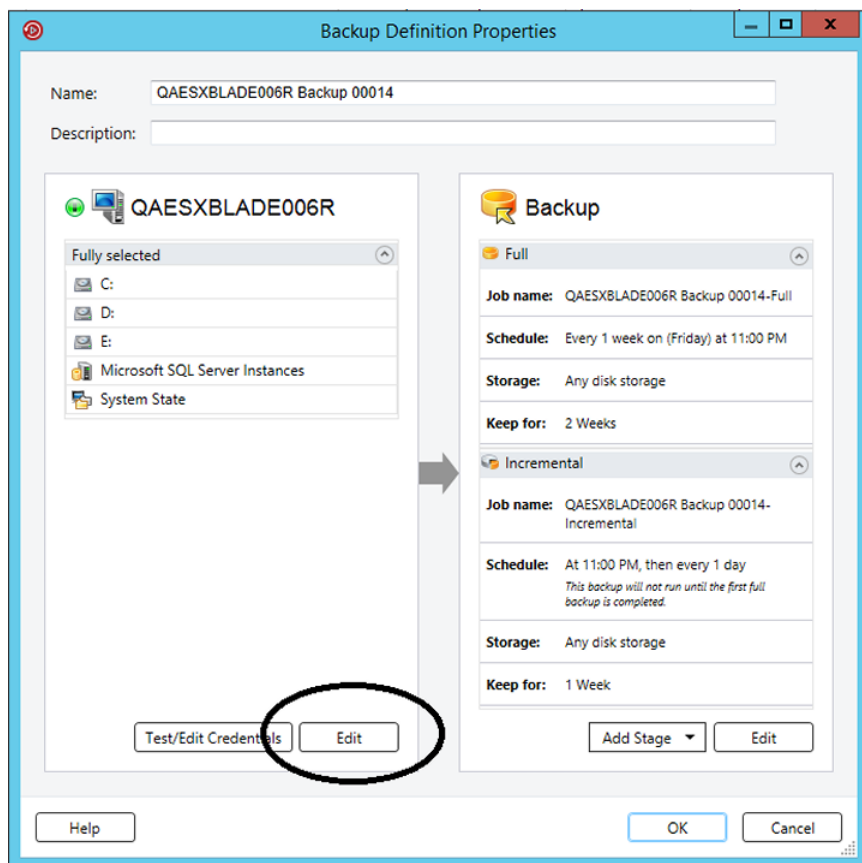 Backup Definition Properties
Name: QAESXBLADE006R Backup 00014
Description:
QAESXBLADE006R
Fully selected
C:
D:
E:
Microsoft SQL Server Instances
System State
Test/Edit Credentials
Edit
Backup
Full
Job name: QAESXBLADE006R Backup 00014-Full
Schedule: Every 1 week on (Friday) at 11:00 PM
Storage: Any disk storage
Keep for: 2 Weeks
Incremental
Job name: QAESXBLADE006R Backup 00014-
Incremental
Schedule: At 11:00 PM, then every 1 day
This backup will not run until the first full
backup is completed.
Storage: Any disk storage
Keep for: 1 Week
Add Stage
Edit
Help
OK
Cancel